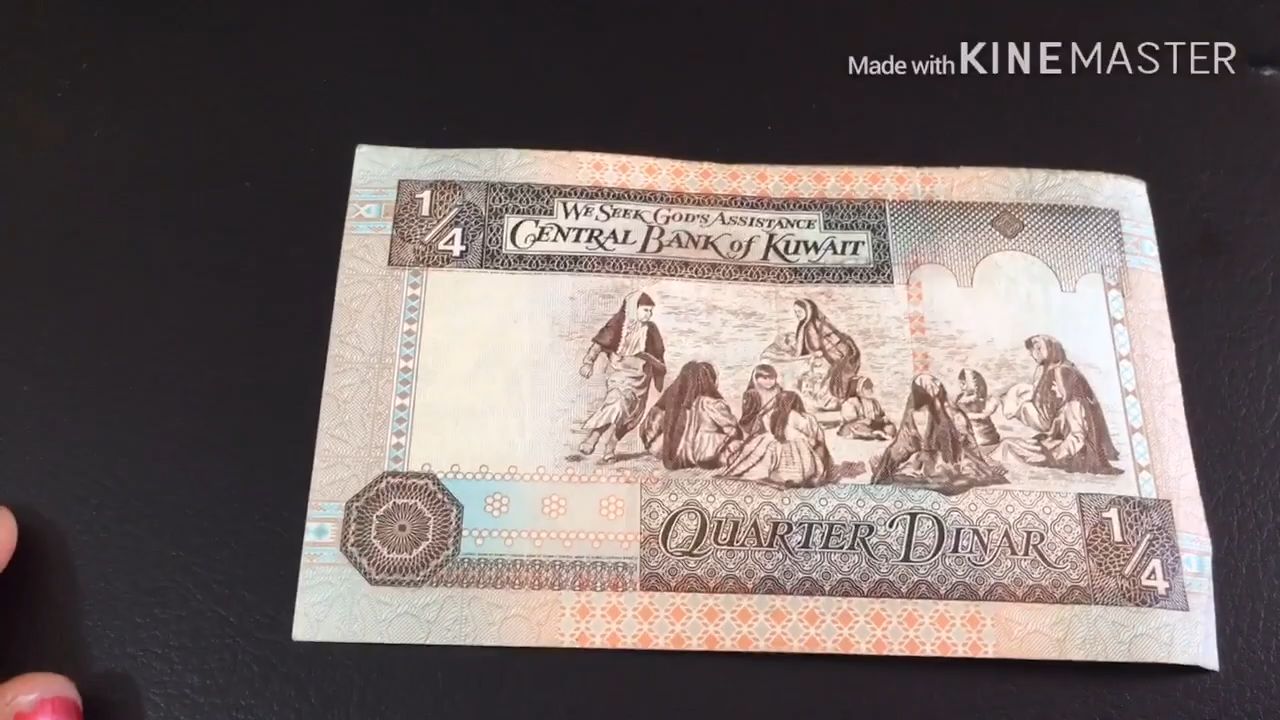 Made with KINEMASTER
1/4
WE SEEK GOD'S ASSISTANCE
CENTRAL BANK of KUWAIT
QUARTER DINAR
1/4